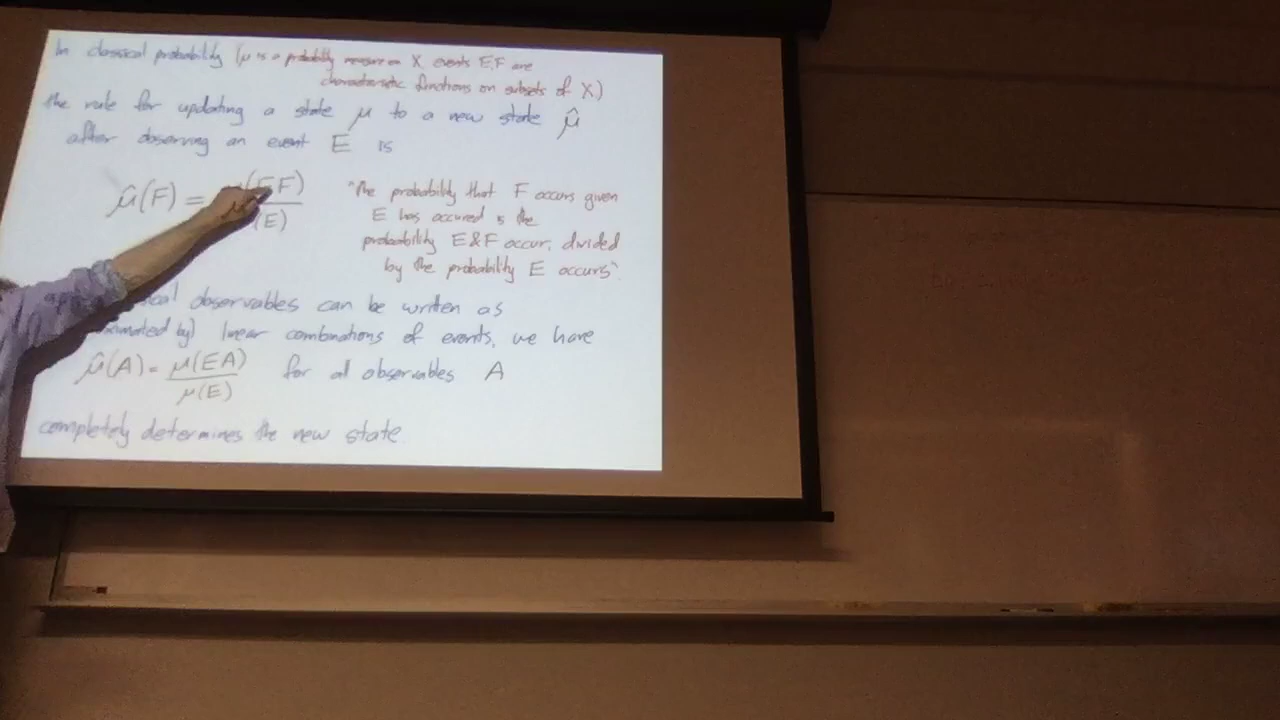 In classical probability (μ is a probability measure on X, events E,F are
characteristic functions on subsets of X.)
the rule for updating a state μ to a new state μ̂
after observing an event E is
μ̂(F) = (EF) / (E)
"The probability that F occurs given
E has occured is the
probability E&F occur, divided
by the probability E occurs".
observables can be written as
by) linear combinations of events, we have
μ̂(A) = μ(EA) / μ(E) for all observables A
completely determines the new state